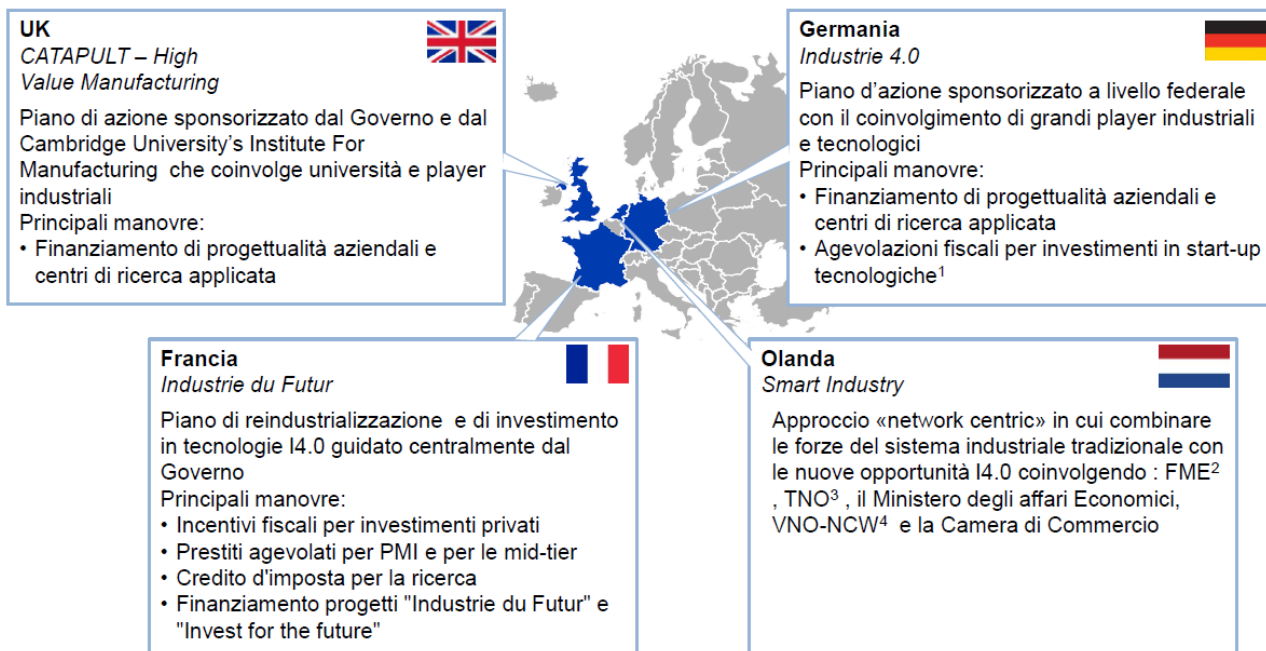 UK
CATAPULT – High
Value Manufacturing
Piano di azione sponsorizzato dal Governo e dal
Cambridge University’s Institute For
Manufacturing che coinvolge università e player
industriali
Principali manovre:
• Finanziamento di progettualità aziendali e
centri di ricerca applicata
Germania
Industrie 4.0
Piano d’azione sponsorizzato a livello federale
con il coinvolgimento di grandi player industriali
e tecnologici
Principali manovre:
• Finanziamento di progettualità aziendali e
centri di ricerca applicata
• Agevolazioni fiscali per investimenti in start-up
tecnologiche¹
Francia
Industrie du Futur
Piano di reindustrializzazione e di investimento
in tecnologie I4.0 guidato centralmente dal
Governo
Principali manovre:
• Incentivi fiscali per investimenti privati
• Prestiti agevolati per PMI e per le mid-tier
• Credito d'imposta per la ricerca
• Finanziamento progetti "Industrie du Futur" e
"Invest for the future"
Olanda
Smart Industry
Approccio «network centric» in cui combinare
le forze del sistema industriale tradizionale con
le nuove opportunità I4.0 coinvolgendo : FME²
, TNO³ , il Ministero degli affari Economici,
VNO-NCW⁴ e la Camera di Commercio